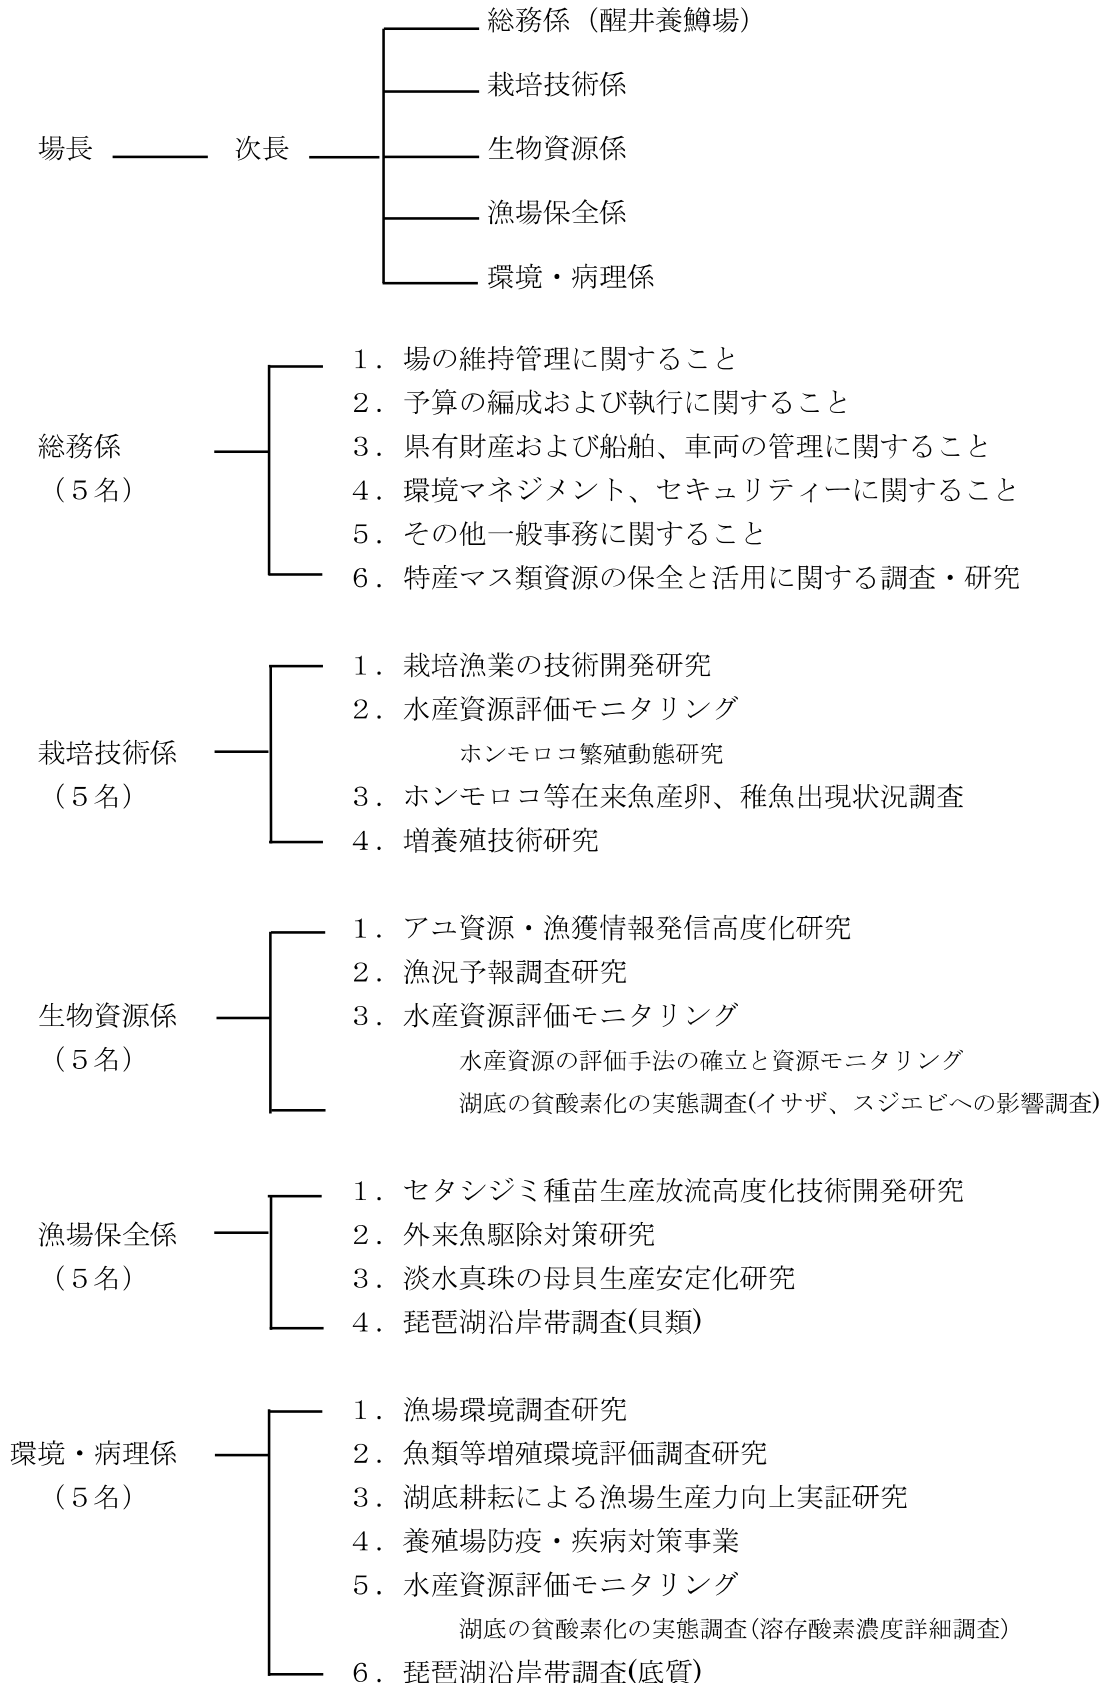 総務係（醒井養鱒場）
栽培技術係
場長 次長 生物資源係
漁場保全係
環境・病理係
１．場の維持管理に関すること
２．予算の編成および執行に関すること
総務係 ３．県有財産および船舶、車両の管理に関すること
（５名） ４．環境マネジメント、セキュリティーに関すること
５．その他一般事務に関すること
６．特産マス類資源の保全と活用に関する調査・研究
１．栽培漁業の技術開発研究
２．水産資源評価モニタリング
栽培技術係 ホンモロコ繁殖動態研究
（５名） ３．ホンモロコ等在来魚産卵、稚魚出現状況調査
４．増養殖技術研究
１．アユ資源・漁獲情報発信高度化研究
２．漁況予報調査研究
生物資源係 ３．水産資源評価モニタリング
（５名） 水産資源の評価手法の確立と資源モニタリング
湖底の貧酸素化の実態調査(イサザ、スジエビへの影響調査)
１．セタシジミ種苗生産放流高度化技術開発研究
漁場保全係 ２．外来魚駆除対策研究
（５名） ３．淡水真珠の母貝生産安定化研究
４．琵琶湖沿岸帯調査(貝類)
１．漁場環境調査研究
環境・病理係 ２．魚類等増殖環境評価調査研究
（５名） ３．湖底耕耘による漁場生産力向上実証研究
４．養殖場防疫・疾病対策事業
５．水産資源評価モニタリング
湖底の貧酸素化の実態調査(溶存酸素濃度詳細調査)
６．琵琶湖沿岸帯調査(底質)